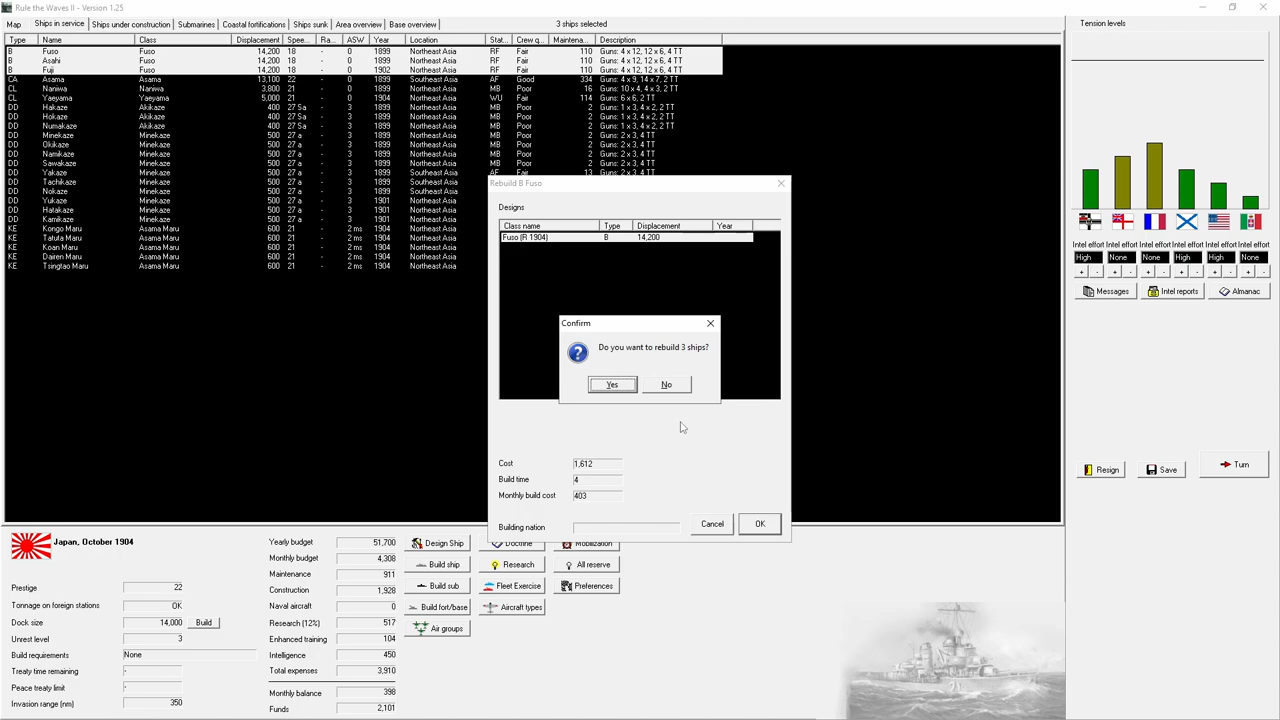 Rule the Waves II - Version 1.25
Map Ships in service Ships under construction Submarines Coastal fortifications Ships sunk Area overview Base overview 3 ships selected
Type Name Class Displacement Spee... Ra... ASW Year Location Stat... Crew q... Maintena... Description
B Fuso Fuso 14,200 18 - 0 1899 Northeast Asia RF Fair 110 Guns: 4 x 12, 12 x 6, 4 TT
B Asahi Fuso 14,200 18 - 0 1899 Northeast Asia RF Fair 110 Guns: 4 x 12, 12 x 6, 4 TT
B Fuji Fuso 14,200 18 - 0 1902 Northeast Asia RF Fair 110 Guns: 4 x 12, 12 x 6, 4 TT
CA Asama Asama 13,100 22 - 0 1899 Southeast Asia AF Good 334 Guns: 4 x 9, 14 x 7, 2 TT
CL Naniwa Naniwa 3,800 21 - 0 1899 Northeast Asia MB Poor 16 Guns: 10 x 4, 4 x 3, 2 TT
CL Yaeyama Yaeyama 5,000 21 - 0 1904 Northeast Asia WU Fair 114 Guns: 6 x 6, 2 TT
DD Hakaze Akikaze 400 27 Sa - 3 1899 Northeast Asia MB Poor 2 Guns: 1 x 3, 4 x 2, 2 TT
DD Hokaze Akikaze 400 27 Sa - 3 1899 Northeast Asia MB Poor 2 Guns: 1 x 3, 4 x 2, 2 TT
DD Numakaze Akikaze 400 27 Sa - 3 1899 Northeast Asia MB Poor 2 Guns: 1 x 3, 4 x 2, 2 TT
DD Minekaze Minekaze 500 27 a - 3 1899 Northeast Asia MB Poor 2 Guns: 2 x 3, 4 TT
DD Okikaze Minekaze 500 27 a - 3 1899 Northeast Asia MB Poor 2 Guns: 2 x 3, 4 TT
DD Namikaze Minekaze 500 27 a - 3 1899 Northeast Asia MB Poor 2 Guns: 2 x 3, 4 TT
DD Sawakaze Minekaze 500 27 a - 3 1899 Northeast Asia MB Poor 2 Guns: 2 x 3, 4 TT
DD Yakaze Minekaze 500 27 a - 3 1899 Southeast Asia AF Fair 13 Guns: 2 x 3, 4 TT
DD Tachikaze Minekaze 500 27 a - 3 1899 Southeast Asia
DD Nokaze Minekaze 500 27 a - 3 1899 Southeast Asia
DD Yukaze Minekaze 500 27 a - 3 1901 Northeast Asia
DD Hatakaze Minekaze 500 27 a - 3 1901 Northeast Asia
DD Kamikaze Minekaze 500 27 a - 3 1901 Northeast Asia
KE Kongo Maru Asama Maru 600 21 - 2 ms 1904 Northeast Asia
KE Tatuta Maru Asama Maru 600 21 - 2 ms 1904 Northeast Asia
KE Koan Maru Asama Maru 600 21 - 2 ms 1904 Northeast Asia
KE Dairen Maru Asama Maru 600 21 - 2 ms 1904 Northeast Asia
KE Tsingtao Maru Asama Maru 600 21 - 2 ms 1904 Northeast Asia
Rebuild B Fuso
Designs
Class name Type Displacement Year
Fuso (R 1904) B 14,200
Confirm
Do you want to rebuild 3 ships?
Yes No
Cost 1,612
Build time 4
Monthly build cost 403
Building nation
Cancel OK
Tension levels
Intel effort Intel effort Intel effort Intel effort Intel effort Intel effort
High None None High High None
+ - + - + - + - + - + -
Messages Intel reports Almanac
Resign Save Turn
Japan, October 1904
Prestige 22
Tonnage on foreign stations OK
Dock size 14,000 Build
Unrest level 3
Build requirements None
Treaty time remaining -
Peace treaty limit -
Invasion range (nm) 350
Yearly budget 51,700
Monthly budget 4,308
Maintenance 911
Construction 1,928
Naval aircraft 0
Research (12%) 517
Enhanced training 104
Intelligence 450
Total expenses 3,910
Monthly balance 398
Funds 2,101
Design Ship Doctrine Mobilization
Build ship Research All reserve
Build sub Fleet Exercise Preferences
Build fort/base Aircraft types
Air groups